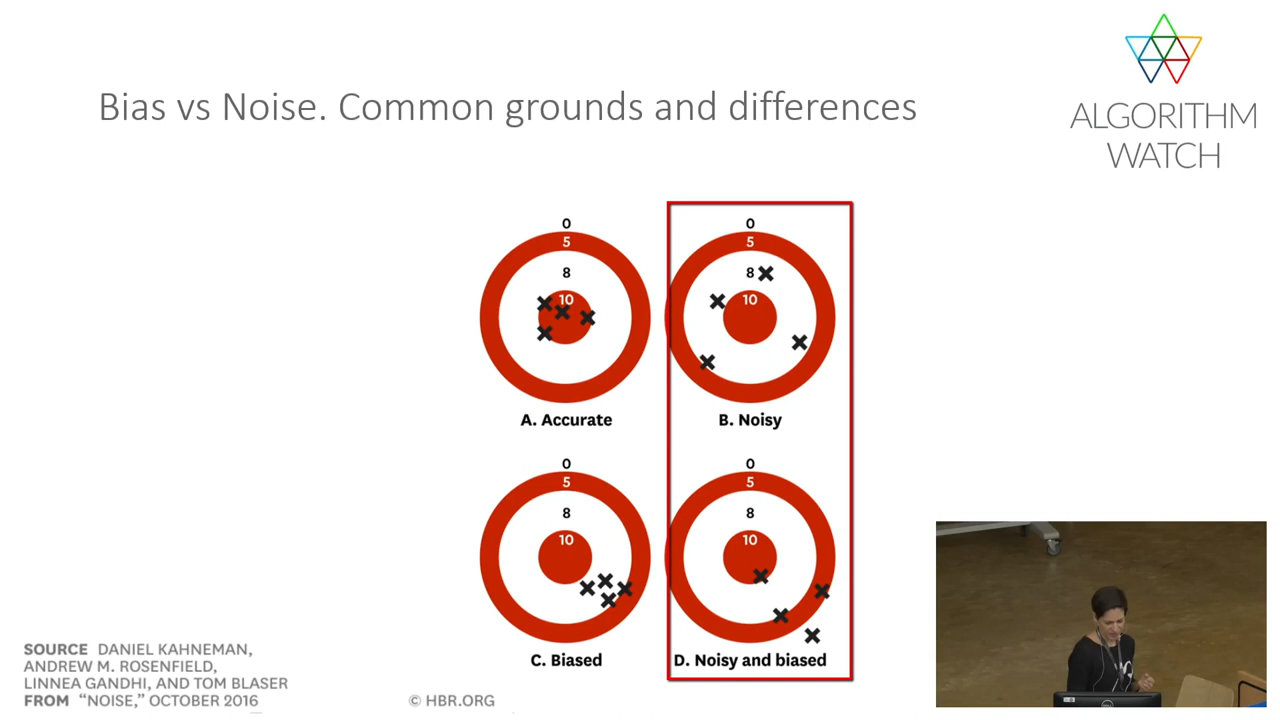 Bias vs Noise. Common grounds and differences
ALGORITHM
WATCH
0
5
8
10
A. Accurate
0
5
8
10
B. Noisy
0
5
8
10
C. Biased
0
5
8
10
D. Noisy and biased
SOURCE DANIEL KAHNEMAN,
ANDREW M. ROSENFIELD,
LINNEA GANDHI, AND TOM BLASER
FROM “NOISE,” OCTOBER 2016
© HBR.ORG